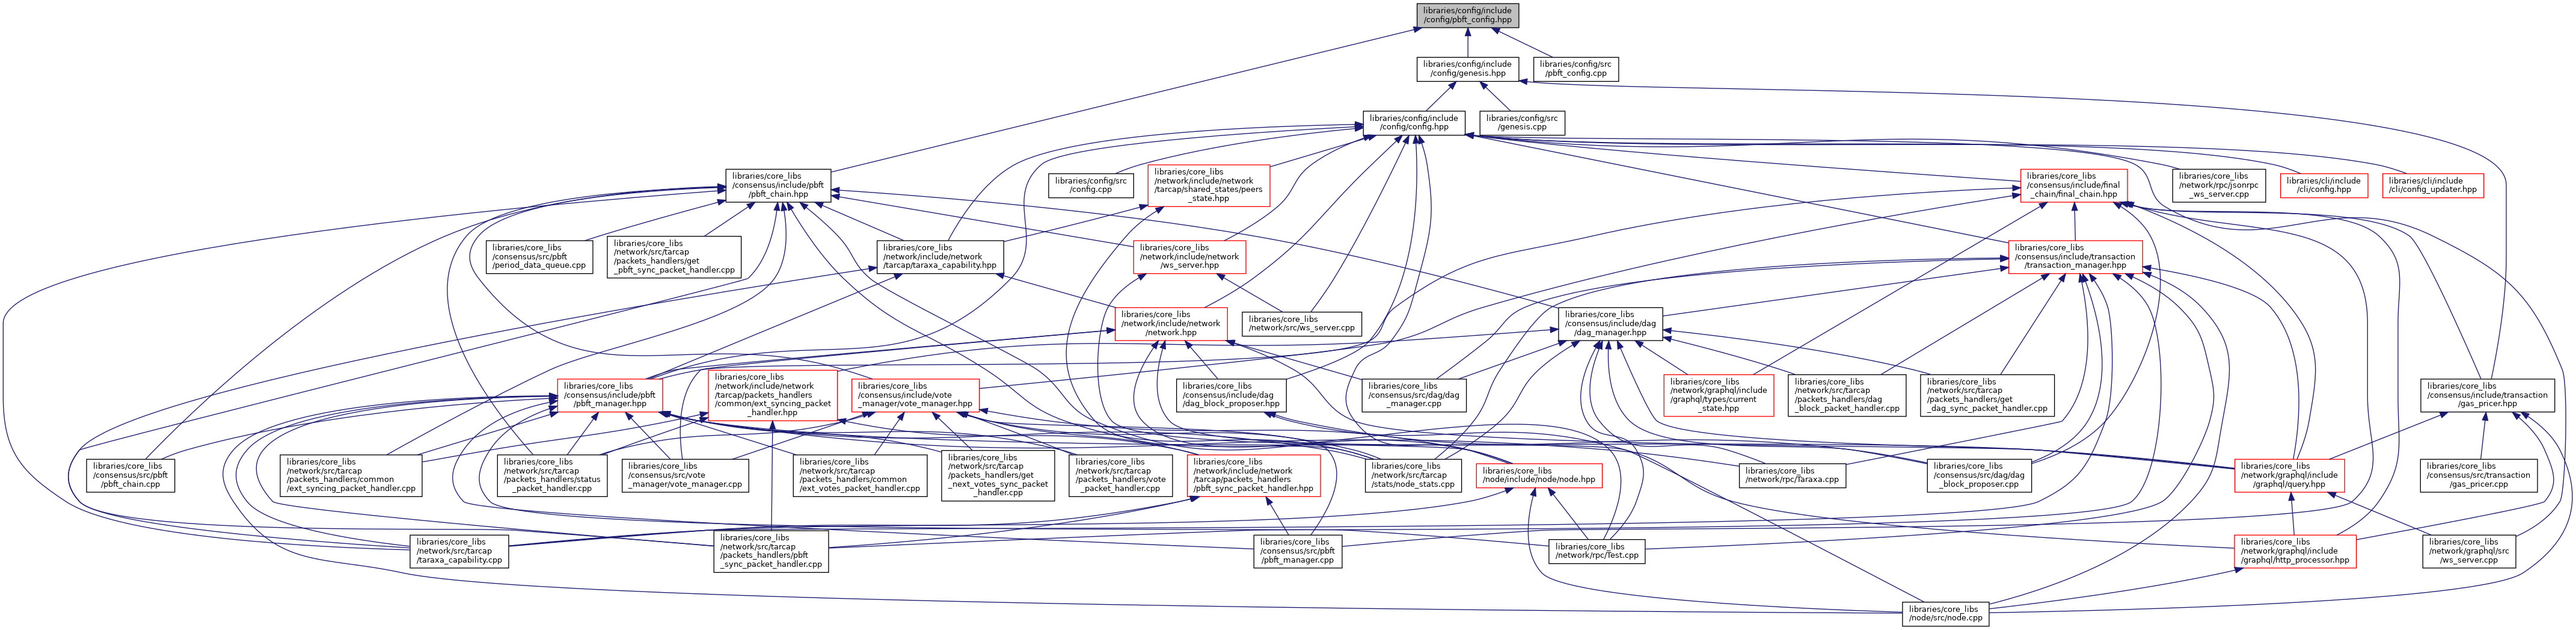 libraries/config/include
/config/pbft_config.hpp
libraries/config/include
/config/genesis.hpp
libraries/config/src
/pbft_config.cpp
libraries/config/include
/config/config.hpp
libraries/config/src
/genesis.cpp
libraries/core_libs
/consensus/include/pbft
/pbft_chain.hpp
libraries/config/src
/config.cpp
libraries/core_libs
/network/include/network
/tarcap/shared_states/peers
_state.hpp
libraries/core_libs
/consensus/include/final
_chain/final_chain.hpp
libraries/core_libs
/network/rpc/jsonrpc
_ws_server.cpp
libraries/cli/include
/cli/config.hpp
libraries/cli/include
/cli/config_updater.hpp
libraries/core_libs
/consensus/src/pbft
/period_data_queue.cpp
libraries/core_libs
/network/src/tarcap
/packets_handlers/get
_pbft_sync_packet_handler.cpp
libraries/core_libs
/network/include/network
/tarcap/taraxa_capability.hpp
libraries/core_libs
/network/include/network
/ws_server.hpp
libraries/core_libs
/consensus/include/transaction
/transaction_manager.hpp
libraries/core_libs
/network/include/network
/network.hpp
libraries/core_libs
/network/src/ws_server.cpp
libraries/core_libs
/consensus/include/dag
/dag_manager.hpp
libraries/core_libs
/consensus/include/pbft
/pbft_manager.hpp
libraries/core_libs
/network/include/network
/tarcap/packets_handlers
/common/ext_syncing_packet
_handler.hpp
libraries/core_libs
/consensus/include/vote
_manager/vote_manager.hpp
libraries/core_libs
/consensus/include/dag
/dag_block_proposer.hpp
libraries/core_libs
/consensus/src/dag/dag
_manager.cpp
libraries/core_libs
/network/graphql/include
/graphql/types/current
_state.hpp
libraries/core_libs
/network/src/tarcap
/packets_handlers/dag
_block_packet_handler.cpp
libraries/core_libs
/network/src/tarcap
/packets_handlers/get
_dag_sync_packet_handler.cpp
libraries/core_libs
/consensus/include/transaction
/gas_pricer.hpp
libraries/core_libs
/consensus/src/pbft
/pbft_chain.cpp
libraries/core_libs
/network/src/tarcap
/packets_handlers/common
/ext_syncing_packet_handler.cpp
libraries/core_libs
/network/src/tarcap
/packets_handlers/status
_packet_handler.cpp
libraries/core_libs
/consensus/src/vote
_manager/vote_manager.cpp
libraries/core_libs
/network/src/tarcap
/packets_handlers/common
/ext_votes_packet_handler.cpp
libraries/core_libs
/network/src/tarcap
/packets_handlers/get
_next_votes_sync_packet
_handler.cpp
libraries/core_libs
/network/src/tarcap
/packets_handlers/vote
_packet_handler.cpp
libraries/core_libs
/network/include/network
/tarcap/packets_handlers
/pbft_sync_packet_handler.hpp
libraries/core_libs
/network/src/tarcap
/stats/node_stats.cpp
libraries/core_libs
/node/include/node/node.hpp
libraries/core_libs
/network/rpc/Taraxa.cpp
libraries/core_libs
/consensus/src/dag/dag
_block_proposer.cpp
libraries/core_libs
/network/graphql/include
/graphql/query.hpp
libraries/core_libs
/consensus/src/transaction
/gas_pricer.cpp
libraries/core_libs
/network/src/tarcap
/taraxa_capability.cpp
libraries/core_libs
/network/src/tarcap
/packets_handlers/pbft
_sync_packet_handler.cpp
libraries/core_libs
/consensus/src/pbft
/pbft_manager.cpp
libraries/core_libs
/network/rpc/Test.cpp
libraries/core_libs
/network/graphql/include
/graphql/http_processor.hpp
libraries/core_libs
/network/graphql/src
/ws_server.cpp
libraries/core_libs
/node/src/node.cpp